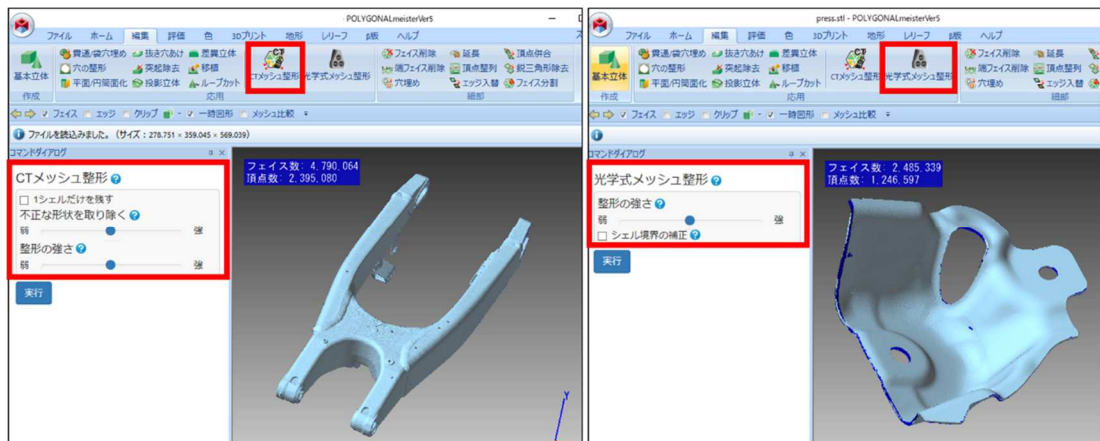 POLYGONALmeisterVer5
ファイル ホーム 編集 評価 色 3Dプリント 地形 レリーフ β版 ヘルプ
基本立体
貫通/袋穴埋め 抜き穴あけ 差異立体
穴の整形 突起除去 移植
平面/円筒面化 投影立体 ループカット
CTメッシュ整形 光学式メッシュ整形
フェイス削除 延長 頂点併合
端フェイス削除 頂点整列 鋭三角形除去
穴埋め エッジ入替 フェイス分割
作成 応用 細部
フェイス エッジ クリップ 一時図形 メッシュ比較
ファイルを読込みました。(サイズ : 278.751 × 359.045 × 569.039)
コマンドダイアログ
CTメッシュ整形
1シェルだけを残す
不正な形状を取り除く
弱 強
整形の強さ
弱 強
実行
フェイス数: 4,790,064
頂点数: 2,395,080
Y
press.stl - POLYGONALmeisterVer5
ファイル ホーム 編集 評価 色 3Dプリント 地形 レリーフ β版 ヘルプ
基本立体
貫通/袋穴埋め 抜き穴あけ 差異立体
穴の整形 突起除去 移植
平面/円筒面化 投影立体 ループカット
CTメッシュ整形 光学式メッシュ整形
フェイス削除 延長
端フェイス削除 頂点整列
穴埋め エッジ入替
作成 応用 細部
フェイス エッジ クリップ 一時図形 メッシュ比較
コマンドダイアログ
光学式メッシュ整形
整形の強さ
弱 強
シェル境界の補正
実行
フェイス数: 2,485,339
頂点数: 1,246,597